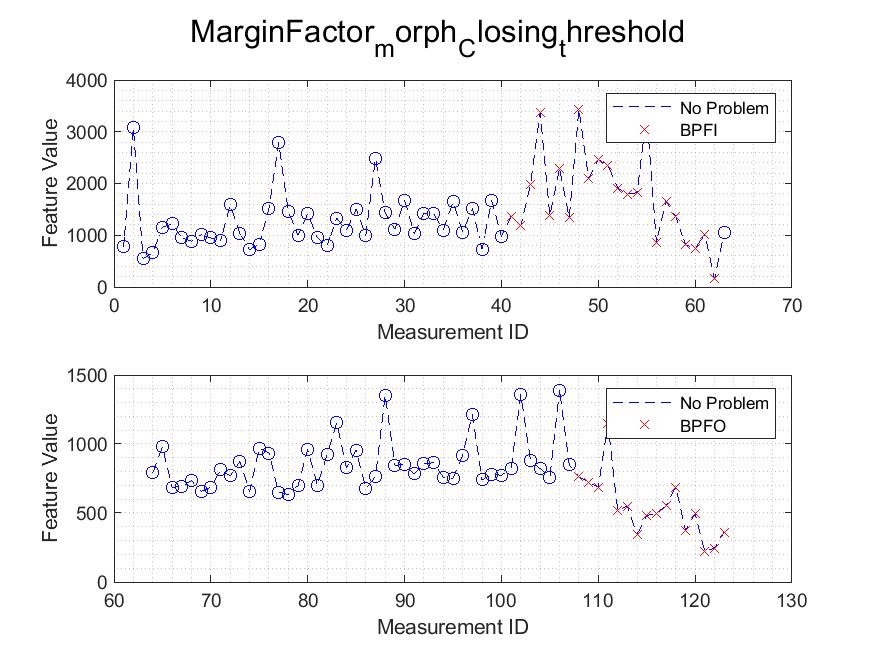 MarginFactor_morph_Closing_threshold
4000
3000
2000
1000
0
Feature Value
No Problem
BPFI
0 10 20 30 40 50 60 70
Measurement ID
1500
1000
500
0
Feature Value
No Problem
BPFO
60 70 80 90 100 110 120 130
Measurement ID